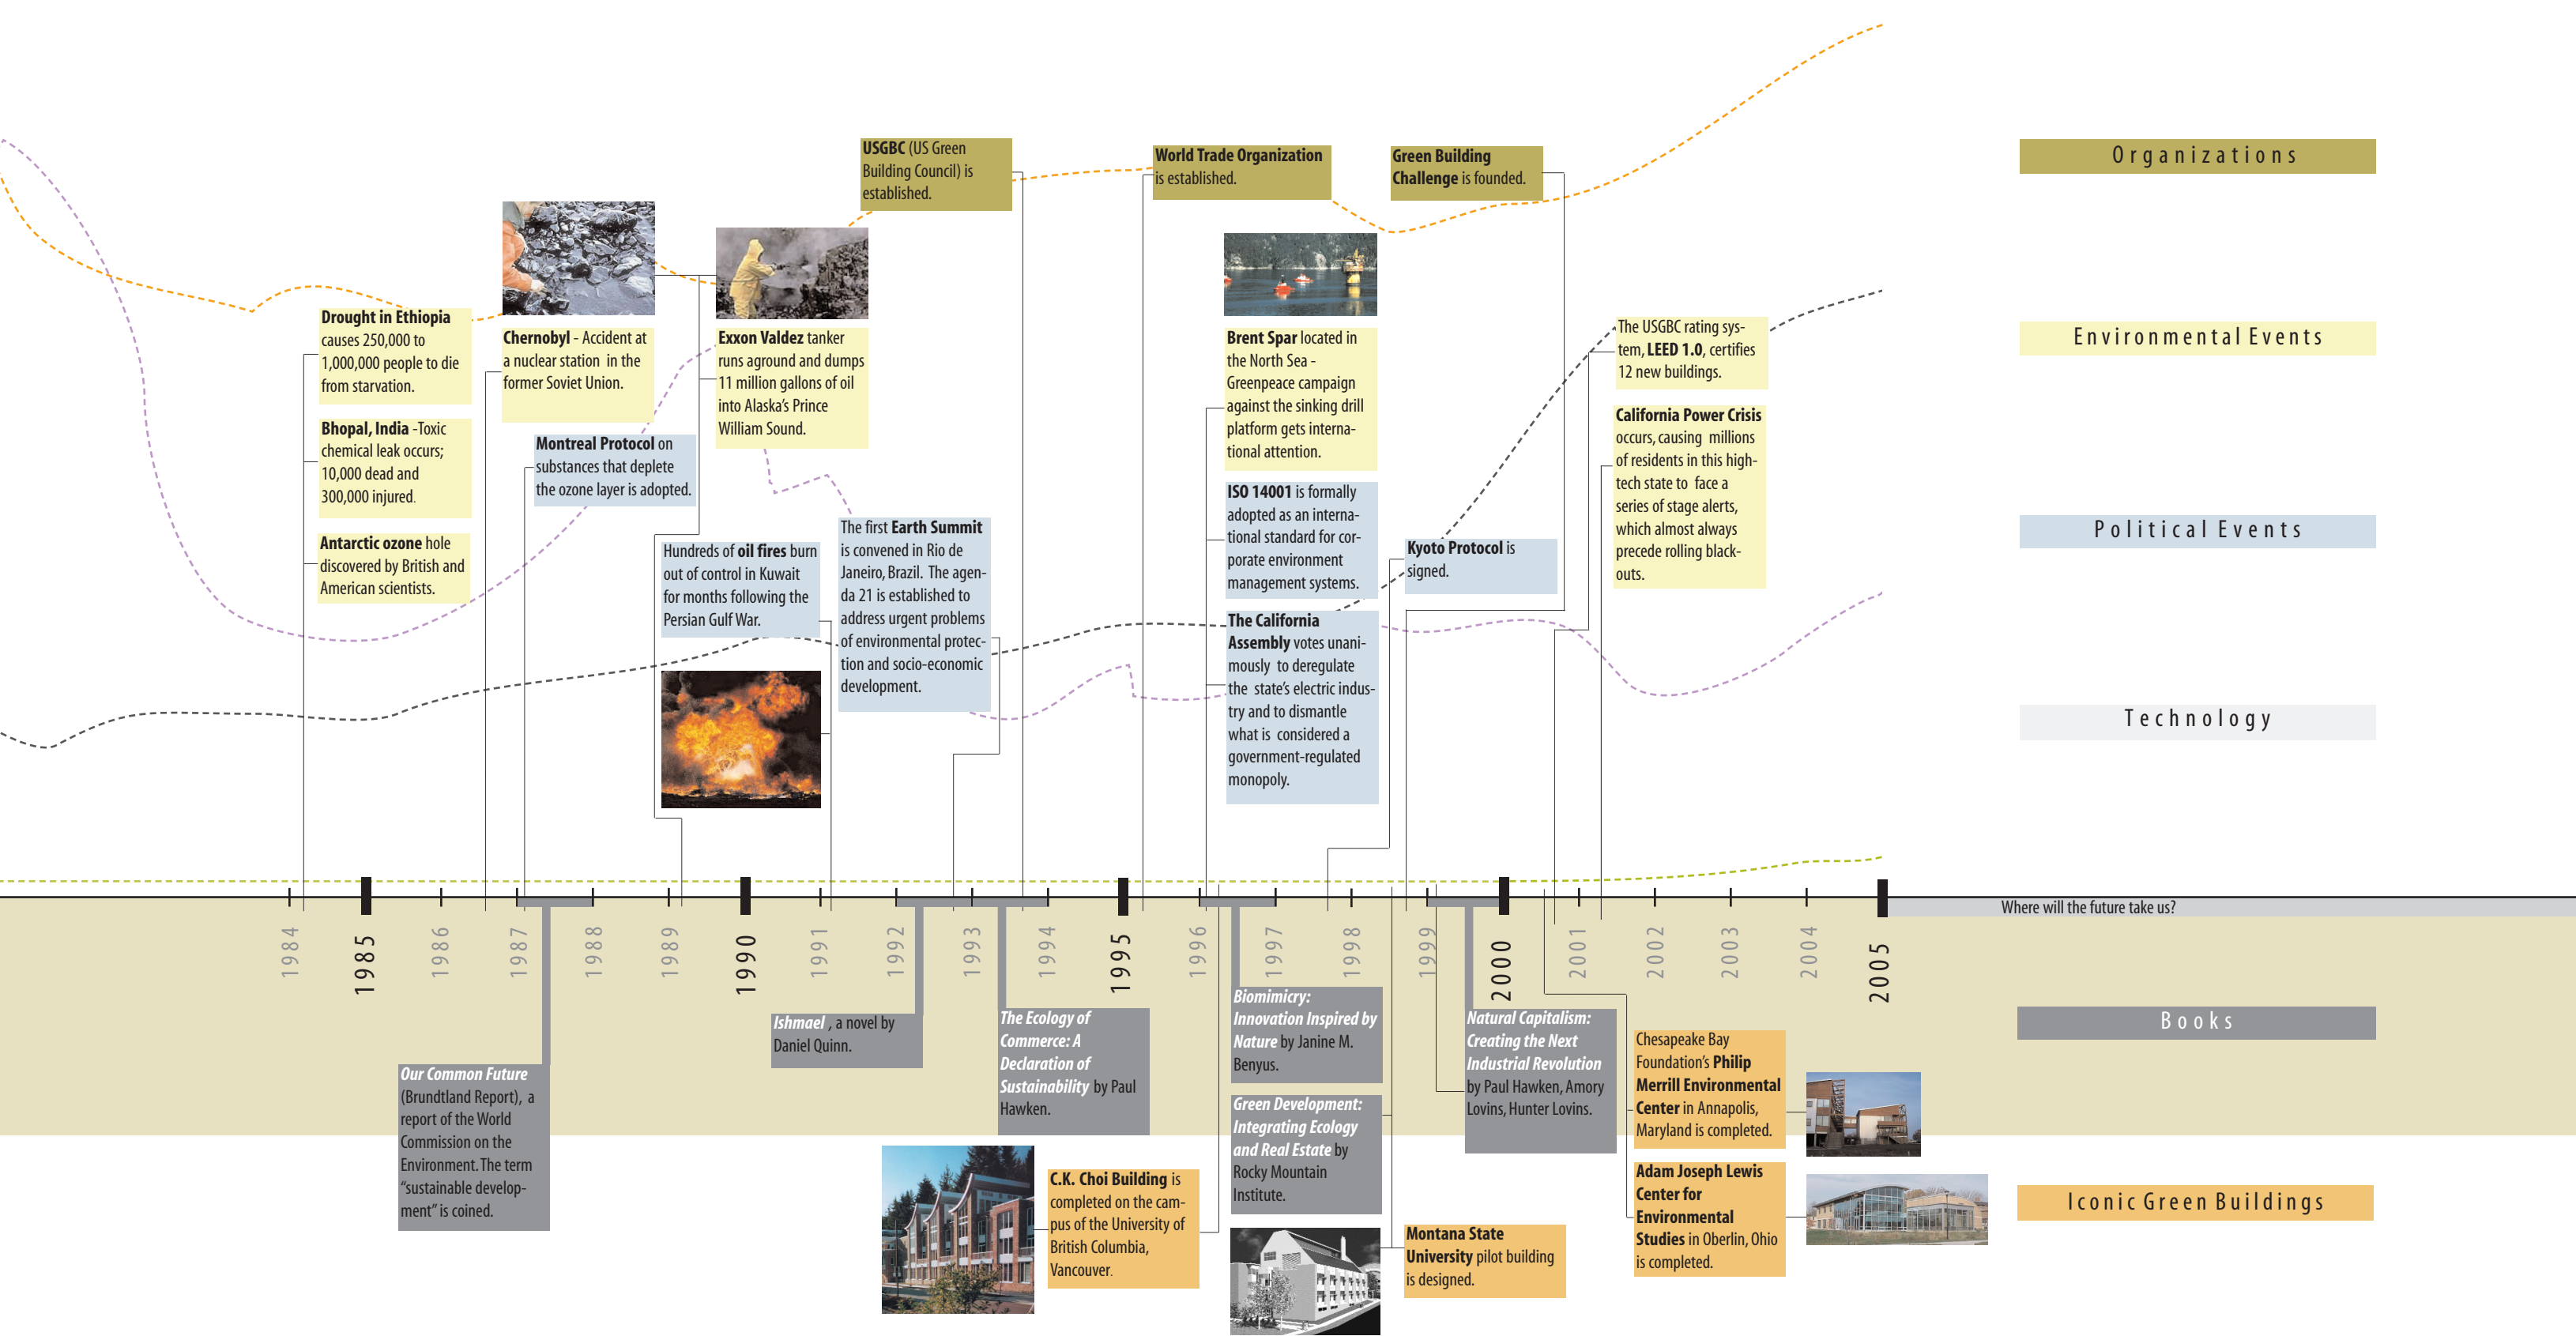 USGBC (US Green
Building Council) is
established.
World Trade Organization
is established.
Green Building
Challenge is founded.
Organizations
Drought in Ethiopia
causes 250,000 to
1,000,000 people to die
from starvation.
Bhopal, India -Toxic
chemical leak occurs;
10,000 dead and
300,000 injured.
Antarctic ozone hole
discovered by British and
American scientists.
Chernobyl - Accident at
a nuclear station in the
former Soviet Union.
Montreal Protocol on
substances that deplete
the ozone layer is adopted.
Exxon Valdez tanker
runs aground and dumps
11 million gallons of oil
into Alaska's Prince
William Sound.
Hundreds of oil fires burn
out of control in Kuwait
for months following the
Persian Gulf War.
The first Earth Summit
is convened in Rio de
Janeiro, Brazil. The agen-
da 21 is established to
address urgent problems
of environmental protec-
tion and socio-economic
development.
Brent Spar located in
the North Sea -
Greenpeace campaign
against the sinking drill
platform gets interna-
tional attention.
ISO 14001 is formally
adopted as an interna-
tional standard for cor-
porate environment
management systems.
The California
Assembly votes unani-
mously to deregulate
the state's electric indus-
try and to dismantle
what is considered a
government-regulated
monopoly.
Kyoto Protocol is
signed.
The USGBC rating sys-
tem, LEED 1.0, certifies
12 new buildings.
California Power Crisis
occurs, causing millions
of residents in this high-
tech state to face a
series of stage alerts,
which almost always
precede rolling black-
outs.
Environmental Events
Political Events
Technology
Where will the future take us?
1984
1985
1986
1987
1988
1989
1990
1991
1992
1993
1994
1995
1996
1997
1998
1999
2000
2001
2002
2003
2004
2005
Our Common Future
(Brundtland Report), a
report of the World
Commission on the
Environment. The term
"sustainable develop-
ment" is coined.
Ishmael , a novel by
Daniel Quinn.
The Ecology of
Commerce: A
Declaration of
Sustainability by Paul
Hawken.
Biomimicry:
Innovation Inspired by
Nature by Janine M.
Benyus.
Green Development:
Integrating Ecology
and Real Estate by
Rocky Mountain
Institute.
Natural Capitalism:
Creating the Next
Industrial Revolution
by Paul Hawken, Amory
Lovins, Hunter Lovins.
Books
C.K. Choi Building is
completed on the cam-
pus of the University of
British Columbia,
Vancouver.
Montana State
University pilot building
is designed.
Chesapeake Bay
Foundation's Philip
Merrill Environmental
Center in Annapolis,
Maryland is completed.
Adam Joseph Lewis
Center for
Environmental
Studies in Oberlin, Ohio
is completed.
Iconic Green Buildings